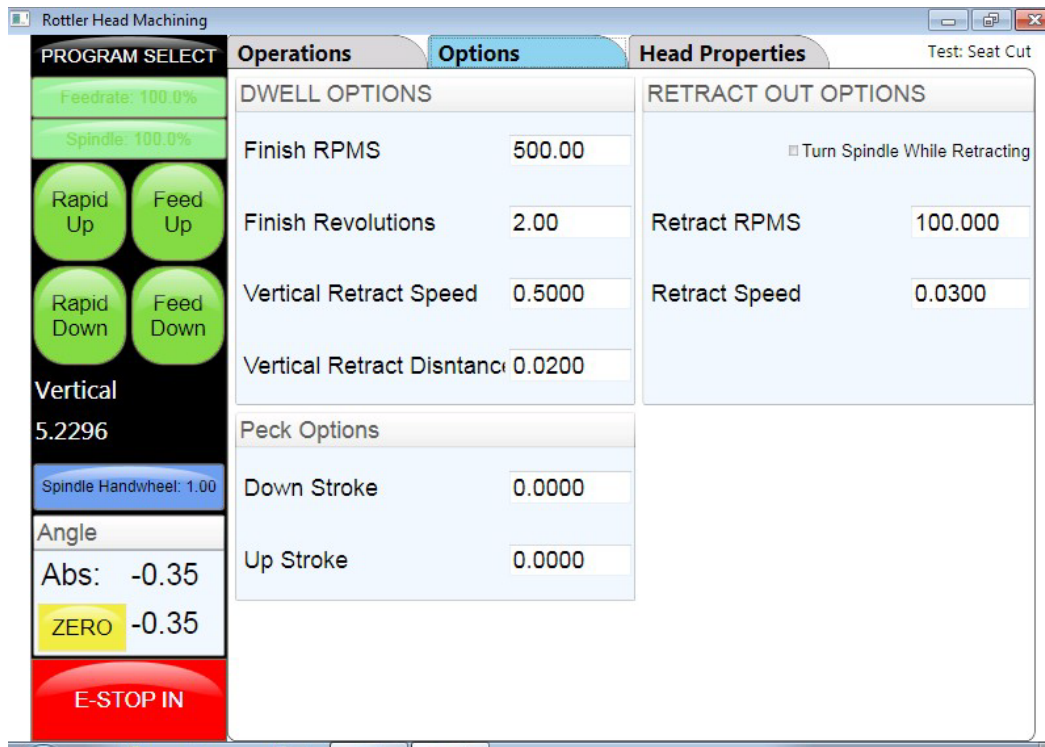 Rottler Head Machining
PROGRAM SELECT
Operations
Options
Head Properties
Test: Seat Cut
Feedrate: 100.0%
Spindle: 100.0%
Rapid Up
Feed Up
Rapid Down
Feed Down
Vertical
5.2296
Spindle Handwheel: 1.00
Angle
Abs: -0.35
ZERO -0.35
E-STOP IN
DWELL OPTIONS
Finish RPMS 500.00
Finish Revolutions 2.00
Vertical Retract Speed 0.5000
Vertical Retract Disntanc 0.0200
Peck Options
Down Stroke 0.0000
Up Stroke 0.0000
RETRACT OUT OPTIONS
Turn Spindle While Retracting
Retract RPMS 100.000
Retract Speed 0.0300